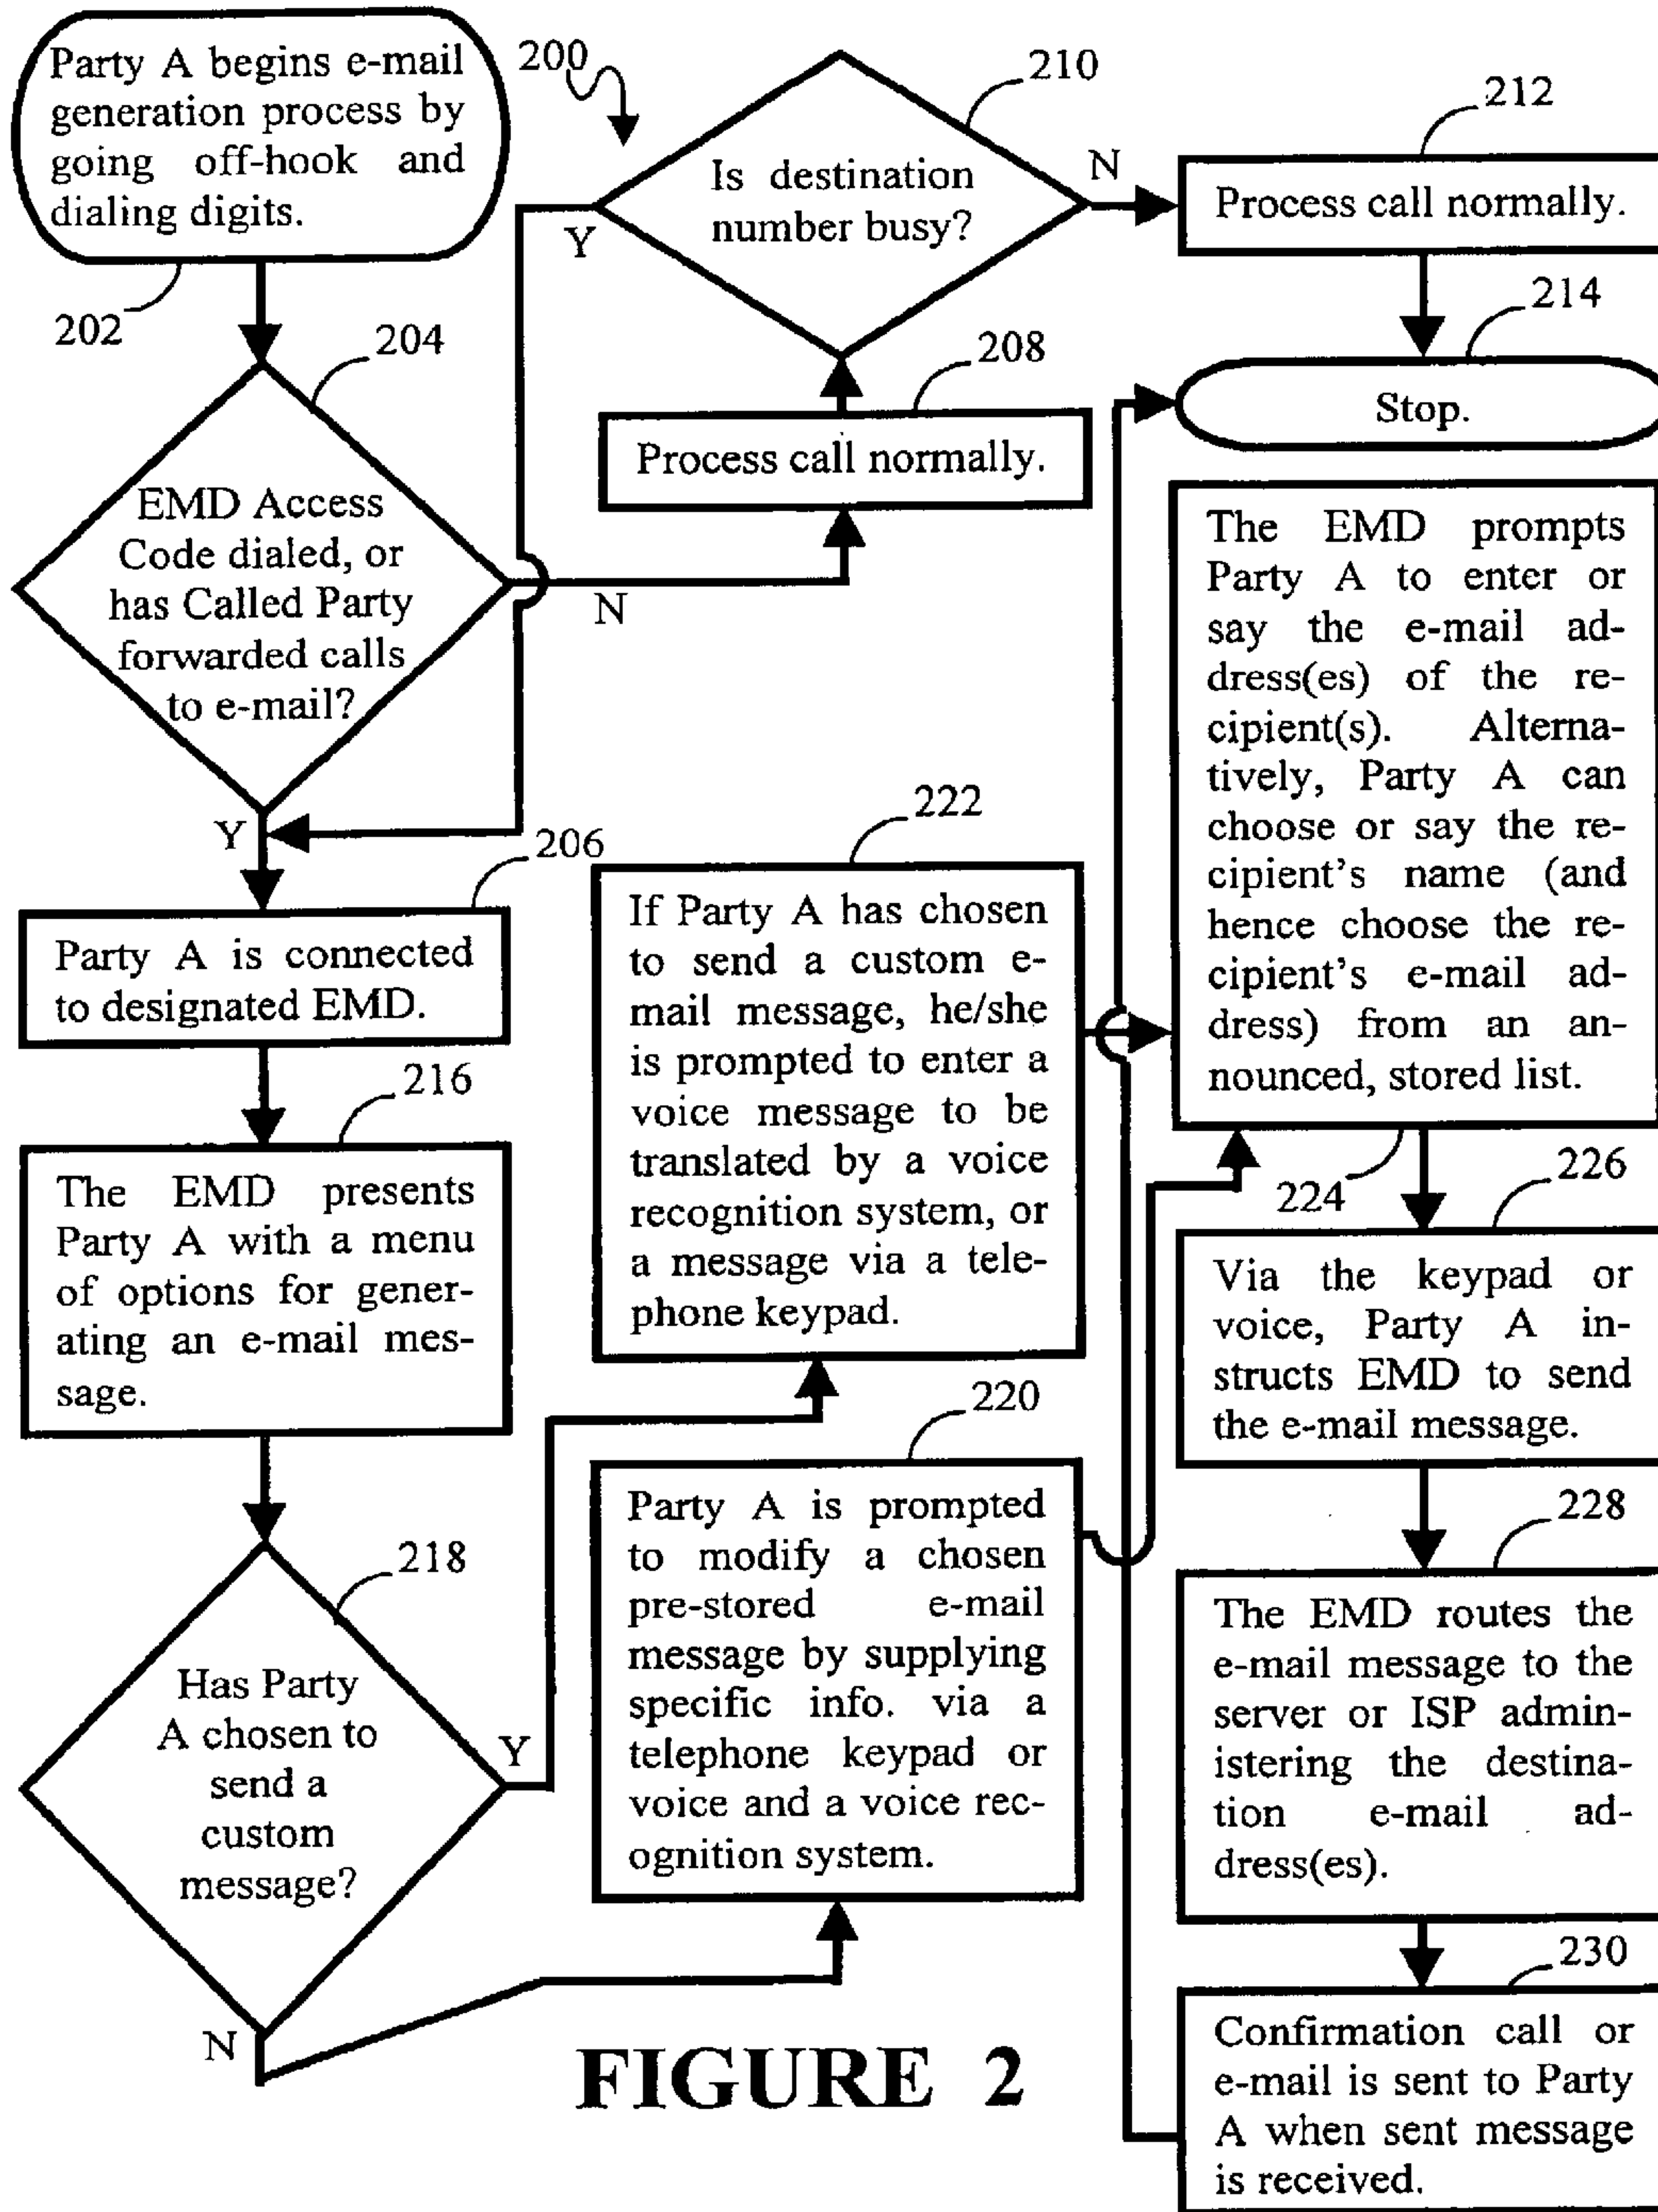 Party A begins e-mail
generation process by
going off-hook and
dialing digits.
202
204
EMD Access
Code dialed, or
has Called Party
forwarded calls
to e-mail?
N
Y
206
Party A is connected
to designated EMD.
216
The EMD presents
Party A with a menu
of options for gener-
ating an e-mail mes-
sage.
218
Has Party
A chosen to
send a
custom
message?
Y
N
200
210
Is destination
number busy?
Y
N
208
Process call normally.
222
If Party A has chosen
to send a custom e-
mail message, he/she
is prompted to enter a
voice message to be
translated by a voice
recognition system, or
a message via a tele-
phone keypad.
220
Party A is prompted
to modify a chosen
pre-stored e-mail
message by supplying
specific info. via a
telephone keypad or
voice and a voice rec-
ognition system.
212
Process call normally.
214
Stop.
The EMD prompts
Party A to enter or
say the e-mail ad-
dress(es) of the re-
cipient(s). Alterna-
tively, Party A can
choose or say the re-
cipient's name (and
hence choose the re-
cipient's e-mail ad-
dress) from an an-
nounced, stored list.
224
226
Via the keypad or
voice, Party A in-
structs EMD to send
the e-mail message.
228
The EMD routes the
e-mail message to the
server or ISP admin-
istering the destina-
tion e-mail ad-
dress(es).
230
Confirmation call or
e-mail is sent to Party
A when sent message
is received.
FIGURE 2